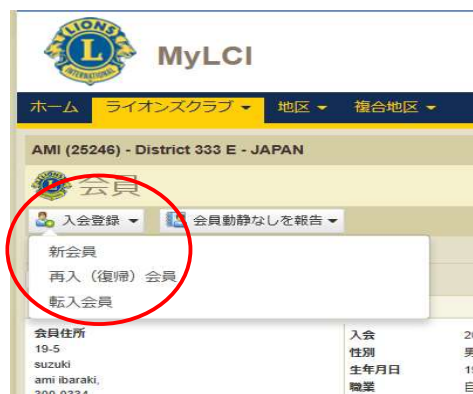 LIONS
L
INTERNATIONAL
MyLCI
ホーム ライオンズクラブ 地区 複合地区
AMI (25246) - District 333 E - JAPAN
会員
入会登録 会員動静なしを報告
新会員
再入（復帰）会員
転入会員
会員住所
19-5
suzuki
ami ibaraki,
入会
性別
生年月日
職業